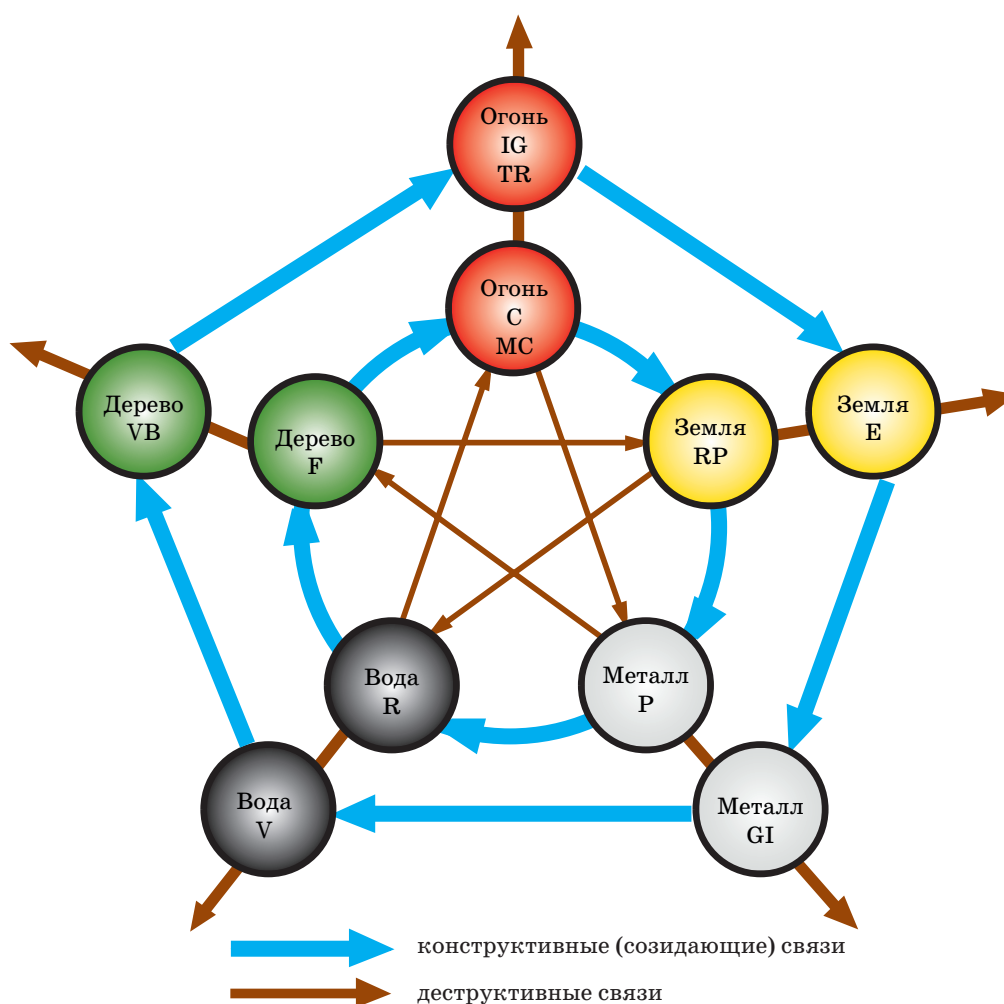 Огонь
IG
TR
Огонь
C
MC
Дерево
VB
Дерево
F
Земля
RP
Земля
E
Вода
R
Металл
P
Вода
V
Металл
GI
конструктивные (созидающие) связи
деструктивные связи